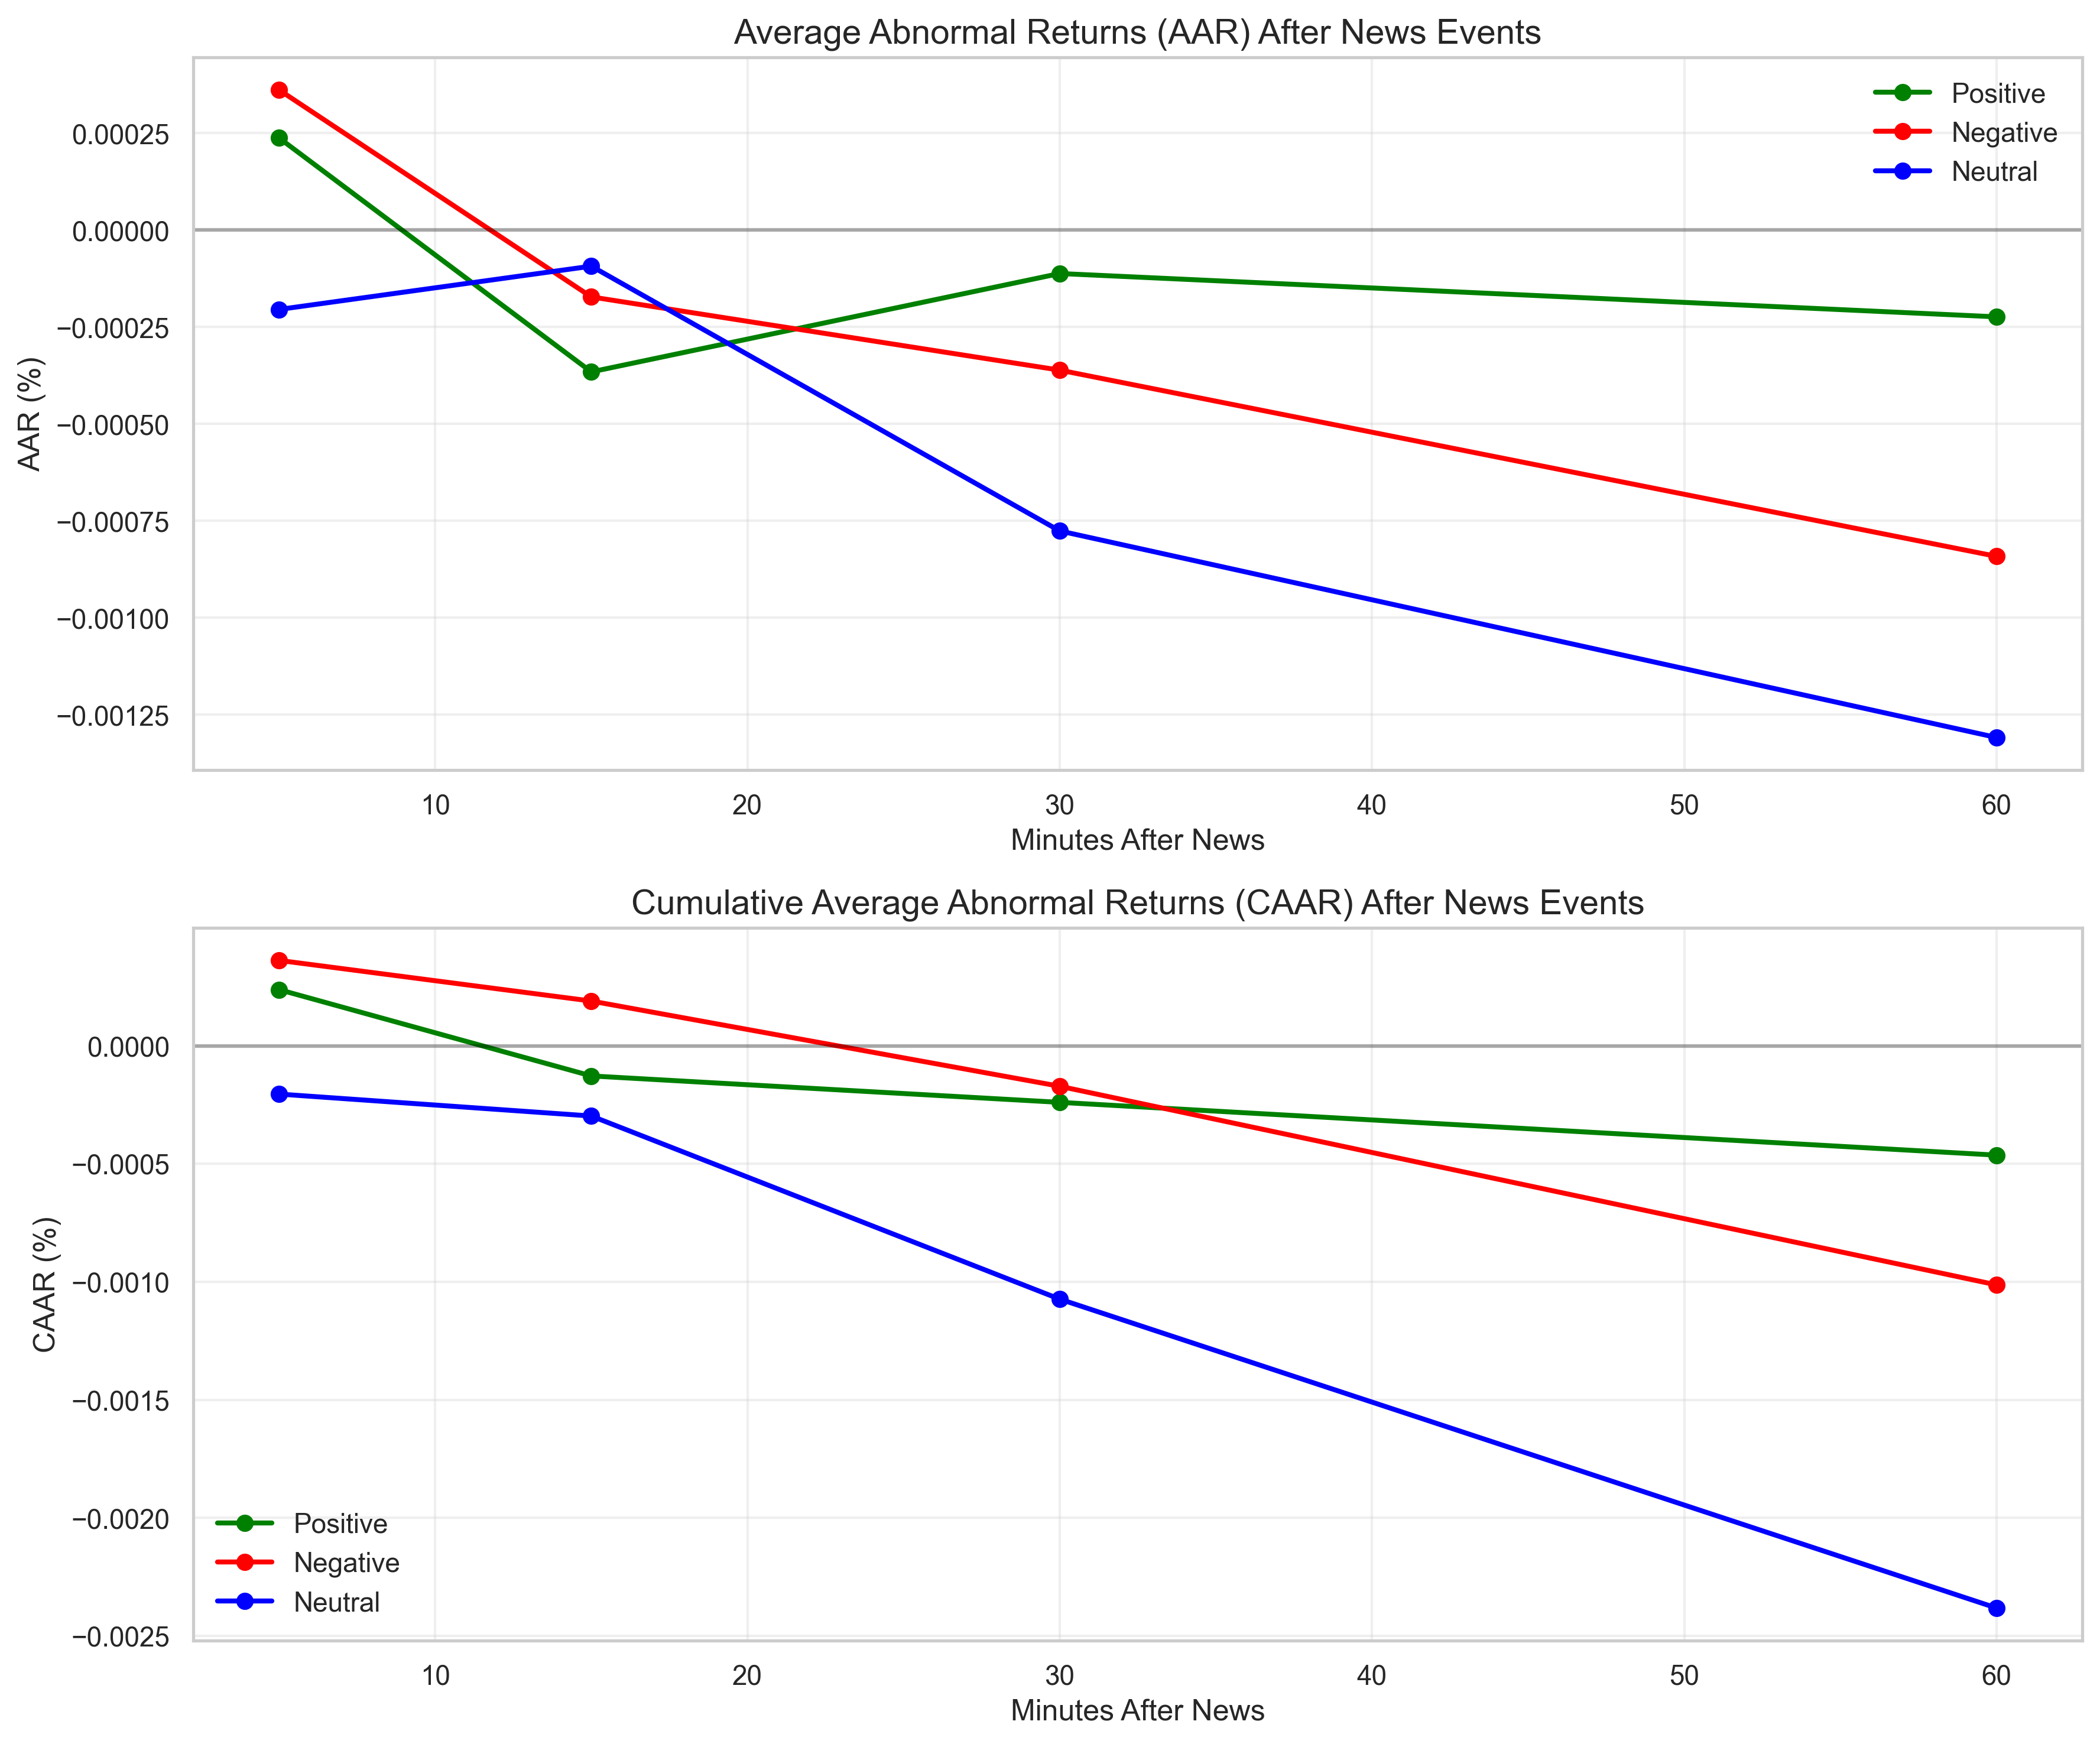 Average Abnormal Returns (AAR) After News Events
AAR (%)
0.00025
0.00000
−0.00025
−0.00050
−0.00075
−0.00100
−0.00125
Positive
Negative
Neutral
10 20 30 40 50 60
Minutes After News
Cumulative Average Abnormal Returns (CAAR) After News Events
CAAR (%)
0.0000
−0.0005
−0.0010
−0.0015
−0.0020
−0.0025
Positive
Negative
Neutral
10 20 30 40 50 60
Minutes After News